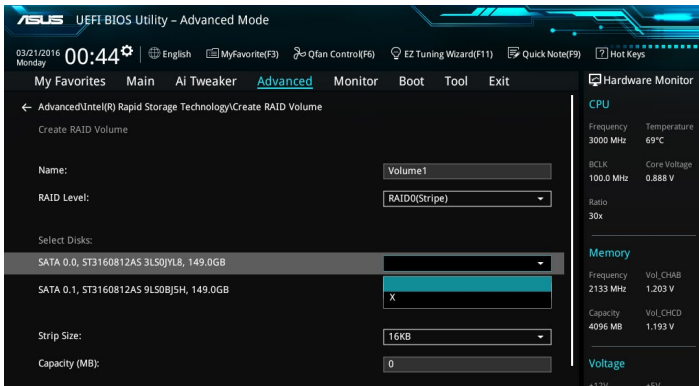 ASUS UEFI BIOS Utility – Advanced Mode
03/21/2016 Monday 00:44 English MyFavorite(F3) Qfan Control(F6) EZ Tuning Wizard(F11) Quick Note(F9) ? Hot Keys
My Favorites Main Ai Tweaker Advanced Monitor Boot Tool Exit Hardware Monitor
← Advanced\Intel(R) Rapid Storage Technology\Create RAID Volume
Create RAID Volume
Name: Volume1
RAID Level: RAID0(Stripe)
Select Disks:
SATA 0.0, ST3160812AS 3LS0JYL8, 149.0GB
SATA 0.1, ST3160812AS 9LS0BJ5H, 149.0GB
X
Strip Size: 16KB
Capacity (MB): 0
CPU
Frequency Temperature
3000 MHz 69°C
BCLK Core Voltage
100.0 MHz 0.888 V
Ratio
30x
Memory
Frequency Vol_CHAB
2133 MHz 1.203 V
Capacity Vol_CHCD
4096 MB 1.193 V
Voltage
+12V +5V